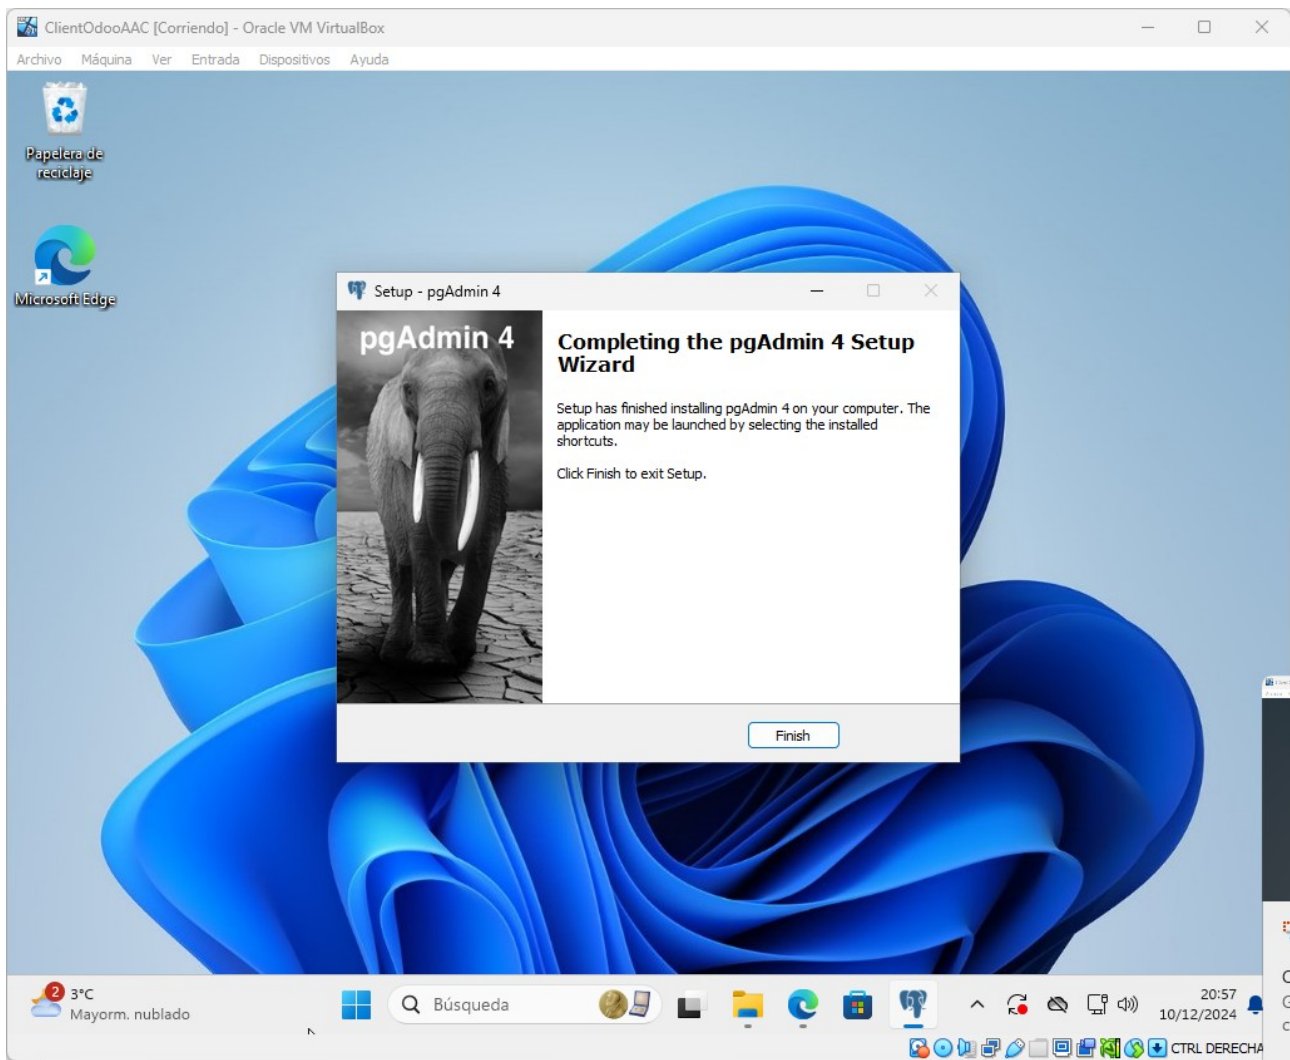 ClientOdooAAC [Corriendo] - Oracle VM VirtualBox
Archivo Máquina Ver Entrada Dispositivos Ayuda
Papelera de
reciclaje
Microsoft Edge
Setup - pgAdmin 4
pgAdmin 4
Completing the pgAdmin 4 Setup
Wizard
Setup has finished installing pgAdmin 4 on your computer. The
application may be launched by selecting the installed
shortcuts.
Click Finish to exit Setup.
Finish
2
3°C
Mayorm. nublado
Búsqueda
20:57
10/12/2024
CTRL DERECHA